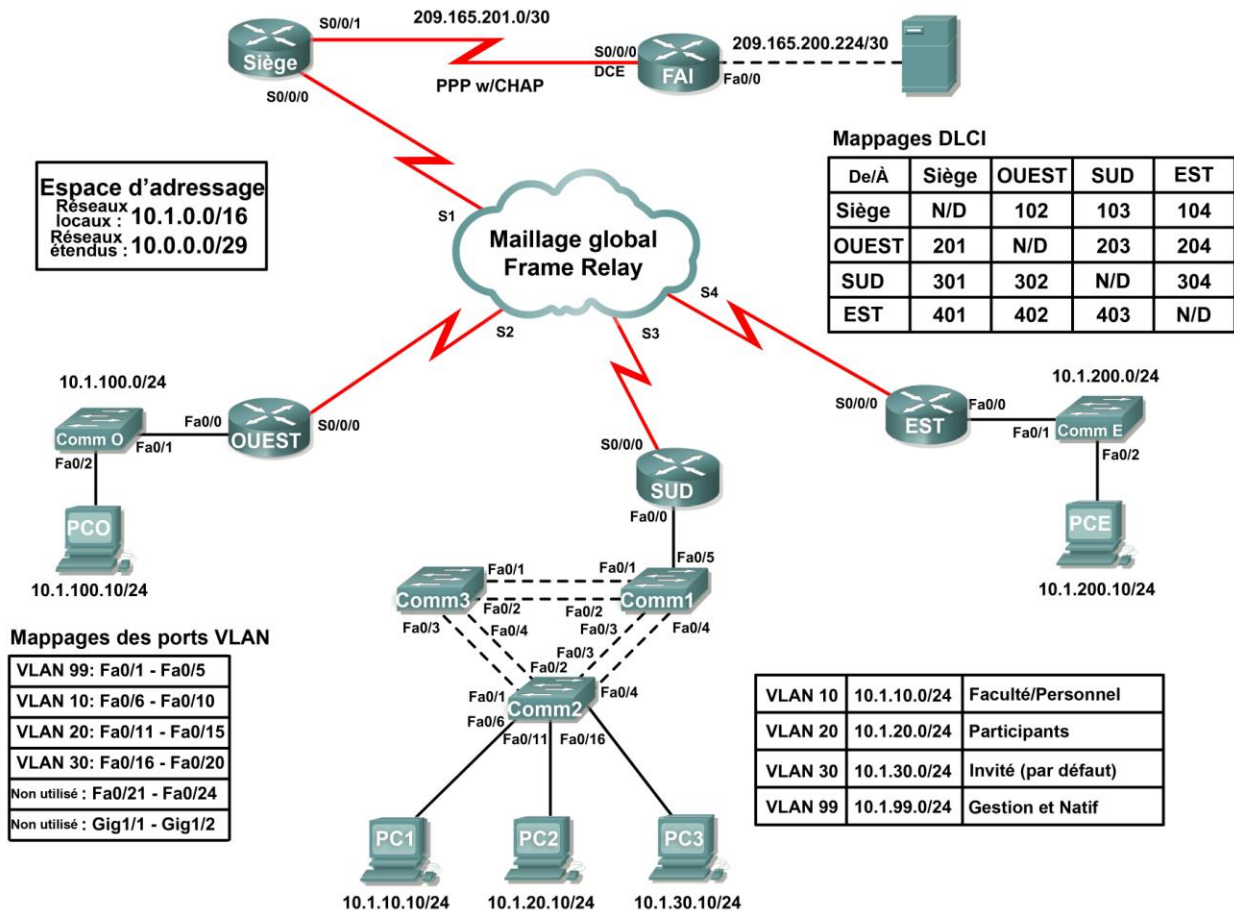 S0/0/1
209.165.201.0/30
Siège
S0/0/0
DCE
FAI
209.165.200.224/30
Fa0/0
PPP w/CHAP
S0/0/0
Espace d'adressage
Réseaux locaux : 10.1.0.0/16
Réseaux étendus : 10.0.0.0/29
Mappages DLCI
De/À Siège OUEST SUD EST
Siège N/D 102 103 104
OUEST 201 N/D 203 204
SUD 301 302 N/D 304
EST 401 402 403 N/D
S1
Maillage global
Frame Relay
S2
S3
S4
10.1.100.0/24
Comm O
Fa0/0
Fa0/1
OUEST
S0/0/0
Fa0/2
PCO
10.1.100.10/24
S0/0/0
SUD
Fa0/0
S0/0/0
EST
Fa0/0
10.1.200.0/24
Fa0/1
Comm E
Fa0/2
PCE
10.1.200.10/24
Fa0/5
Comm3
Fa0/1
Fa0/1
Comm1
Fa0/2
Fa0/2
Fa0/3
Fa0/4
Fa0/3
Fa0/4
Fa0/3
Fa0/2
Fa0/1
Fa0/4
Comm2
Fa0/6
Fa0/11
Fa0/16
PC1
PC2
PC3
10.1.10.10/24
10.1.20.10/24
10.1.30.10/24
Mappages des ports VLAN
VLAN 99: Fa0/1 - Fa0/5
VLAN 10: Fa0/6 - Fa0/10
VLAN 20: Fa0/11 - Fa0/15
VLAN 30: Fa0/16 - Fa0/20
Non utilisé : Fa0/21 - Fa0/24
Non utilisé : Gig1/1 - Gig1/2
VLAN 10 10.1.10.0/24 Faculté/Personnel
VLAN 20 10.1.20.0/24 Participants
VLAN 30 10.1.30.0/24 Invité (par défaut)
VLAN 99 10.1.99.0/24 Gestion et Natif